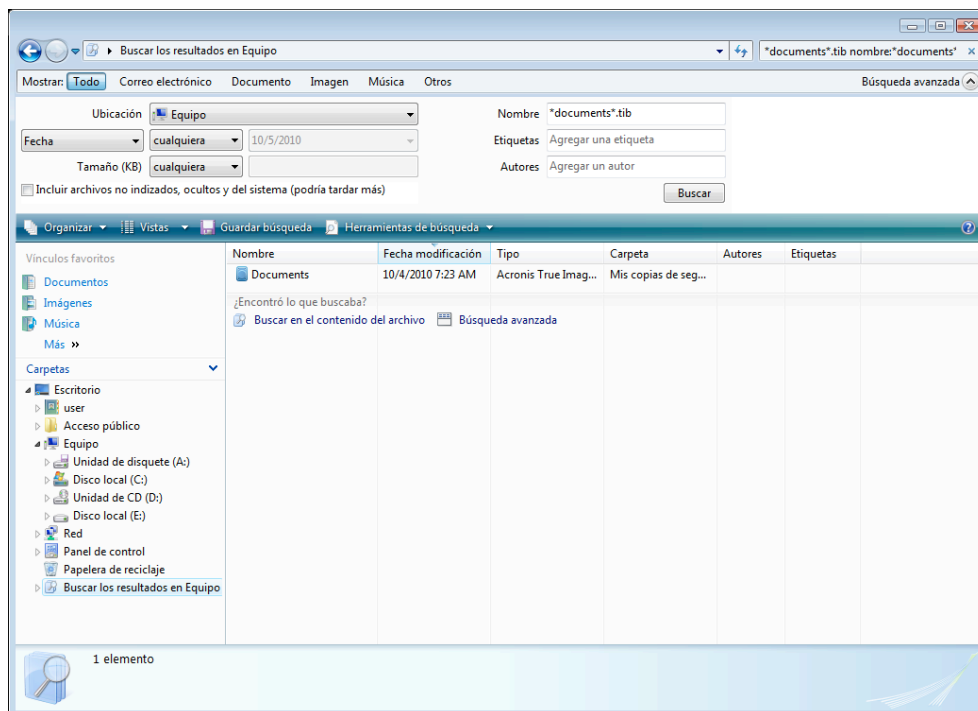 Buscar los resultados en Equipo
*documents*.tib nombre:*documents*
Mostrar: Todo Correo electrónico Documento Imagen Música Otros Búsqueda avanzada
Ubicación Equipo Nombre *documents*.tib
Fecha cualquiera 10/5/2010 Etiquetas Agregar una etiqueta
Tamaño (KB) cualquiera Autores Agregar un autor
Incluir archivos no indizados, ocultos y del sistema (podría tardar más)
Buscar
Organizar Vistas Guardar búsqueda Herramientas de búsqueda
Vínculos favoritos
Documentos
Imágenes
Música
Más
Carpetas
Escritorio
user
Acceso público
Equipo
Unidad de disquete (A:)
Disco local (C:)
Unidad de CD (D:)
Disco local (E:)
Red
Panel de control
Papelera de reciclaje
Buscar los resultados en Equipo
Nombre Fecha modificación Tipo Carpeta Autores Etiquetas
Documents 10/4/2010 7:23 AM Acronis True Imag... Mis copias de seg...
¿Encontró lo que buscaba?
Buscar en el contenido del archivo Búsqueda avanzada
1 elemento